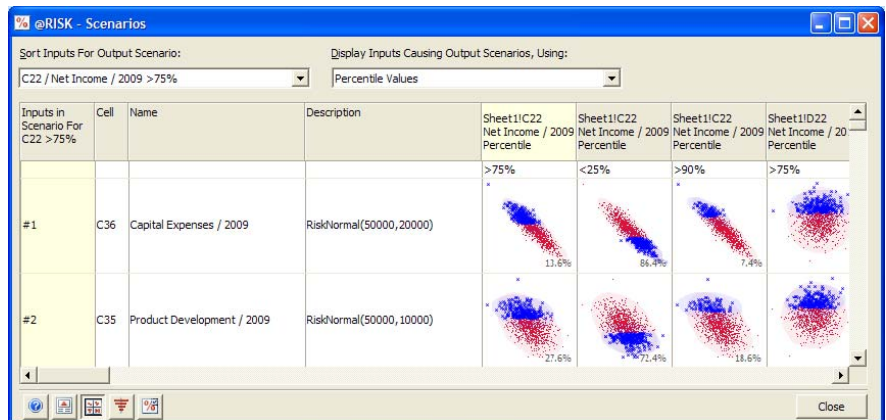 @RISK - Scenarios
Sort Inputs For Output Scenario:
Display Inputs Causing Output Scenarios, Using:
C22 / Net Income / 2009 >75%
Percentile Values
Inputs in
Scenario For
C22 >75%
Cell
Name
Description
Sheet1!C22
Net Income / 2009
Percentile
Sheet1!C22
Net Income / 2009
Percentile
Sheet1!C22
Net Income / 2009
Percentile
Sheet1!D22
Net Income / 20
Percentile
>75%
<25%
>90%
>75%
#1
C36
Capital Expenses / 2009
RiskNormal(50000,20000)
13.6%
86.4%
7.4%
#2
C35
Product Development / 2009
RiskNormal(50000,10000)
27.6%
72.4%
18.6%
Close